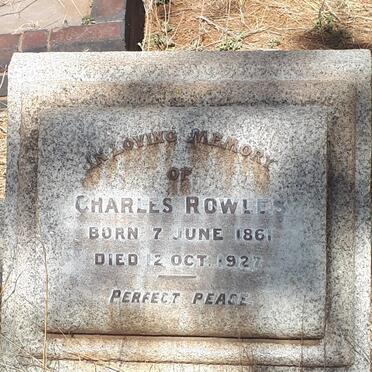 IN LOVING MEMORY
OF
CHARLES ROWLES
BORN 7 JUNE 1861
DIED 12 OCT. 1927
PERFECT PEACE